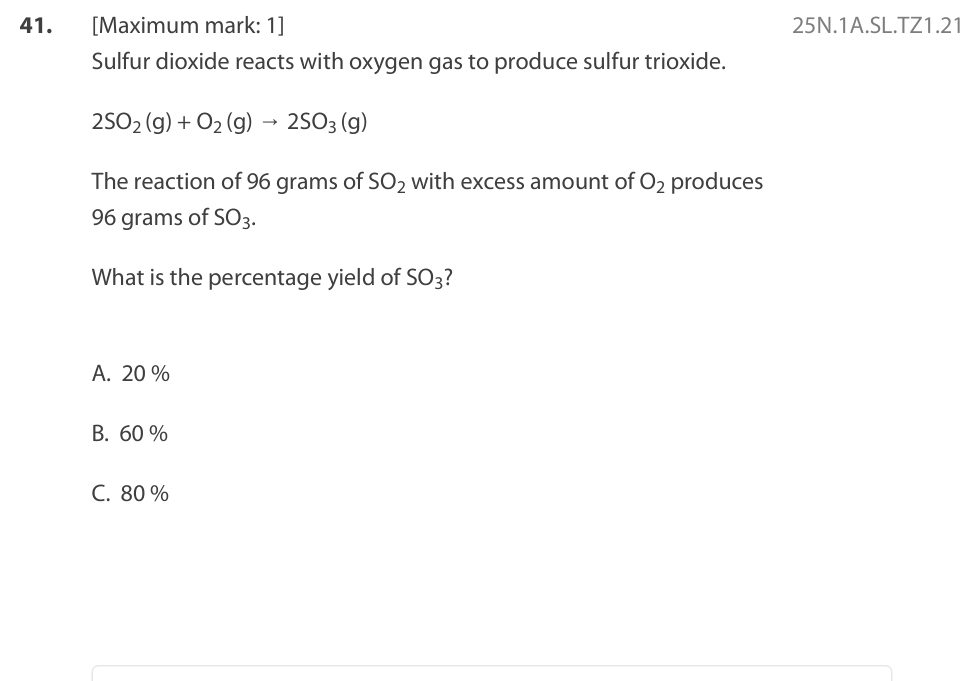 41. [Maximum mark: 1] 25N.1A.SL.TZ1.21
Sulfur dioxide reacts with oxygen gas to produce sulfur trioxide.
2SO₂ (g) + O₂ (g) → 2SO₃ (g)
The reaction of 96 grams of SO₂ with excess amount of O₂ produces
96 grams of SO₃.
What is the percentage yield of SO₃?
A. 20 %
B. 60 %
C. 80 %